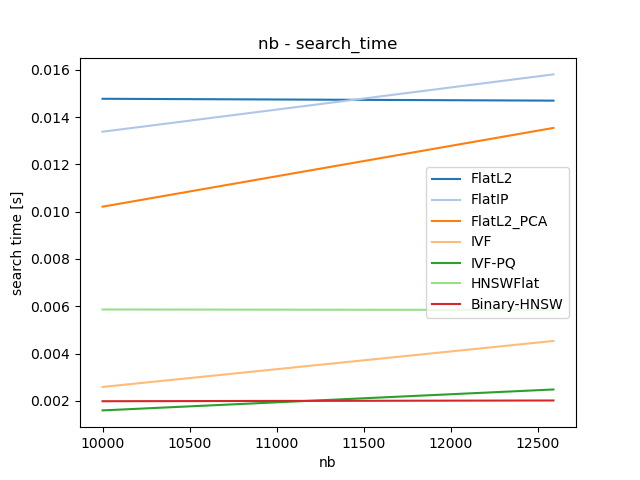 nb - search_time
search time [s]
0.016
0.014
0.012
0.010
0.008
0.006
0.004
0.002
FlatL2
FlatIP
FlatL2_PCA
IVF
IVF-PQ
HNSWFlat
Binary-HNSW
10000 10500 11000 11500 12000 12500
nb